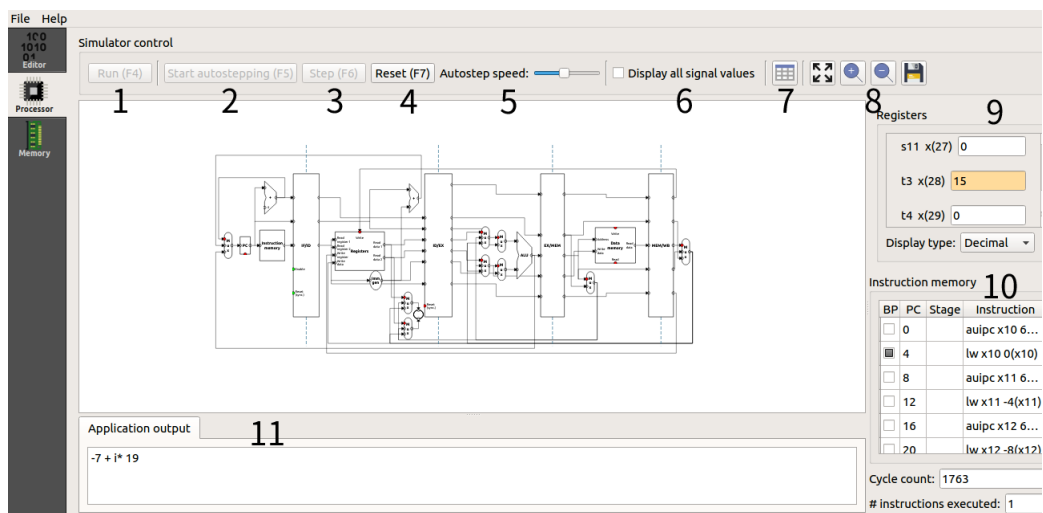 File Help
100
1010
01
Editor
Processor
Memory
Simulator control
Run (F4) Start autostepping (F5) Step (F6) Reset (F7) Autostep speed: Display all signal values
1 2 3 4 5 6 7 8
Registers 9
s11 x(27) 0
t3 x(28) 15
t4 x(29) 0
Display type: Decimal
Instruction memory 10
BP PC Stage Instruction
0 auipc x10 6...
4 lw x10 0(x10)
8 auipc x11 6...
12 lw x11 -4(x11)
16 auipc x12 6...
20 lw x12 -8(x12)
Cycle count: 1763
# instructions executed: 1
PC
Instruction
memory
IF/ID
Enable
Registers
ID/EX
ALU
EX/MEM
Data
memory
MEM/WB
Application output 11
-7 + i* 19